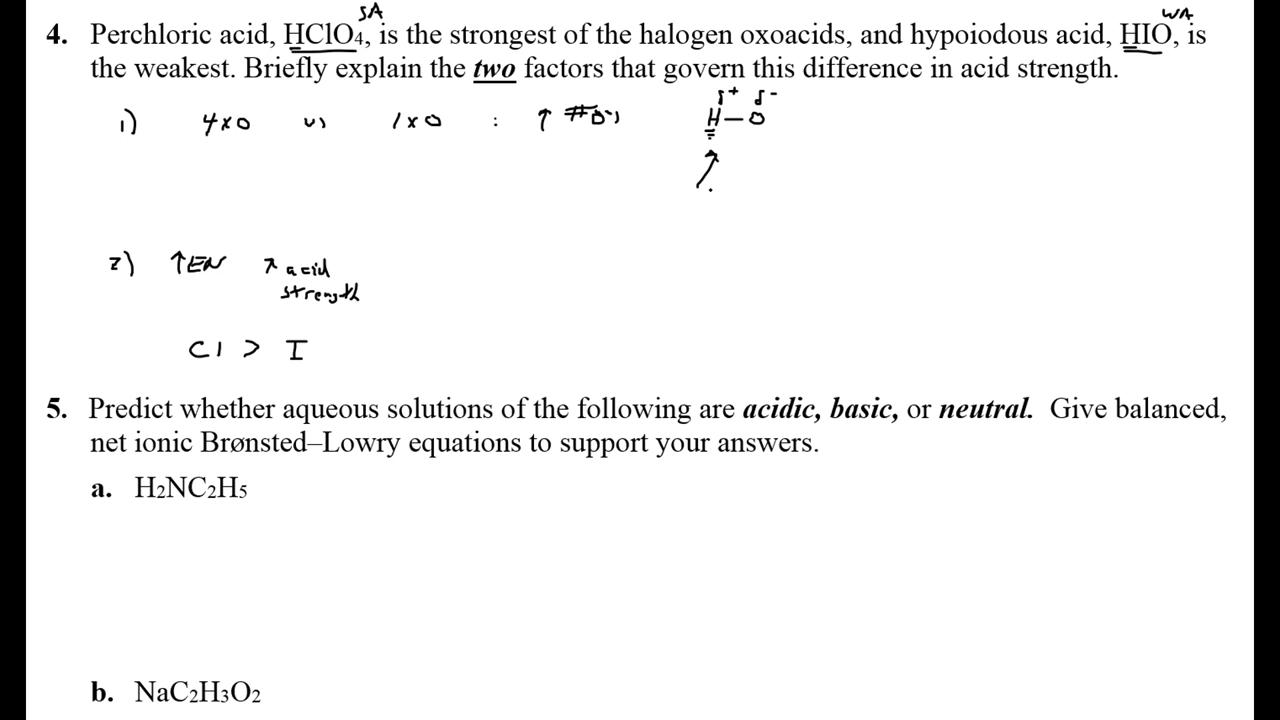 SA
WA
4. Perchloric acid, HClO4, is the strongest of the halogen oxoacids, and hypoiodous acid, HIO, is
the weakest. Briefly explain the two factors that govern this difference in acid strength.
δ+ δ-
1) 4xO vs 1xO : ↑ #O's H–O
2) ↑EN ↗ acid
strength
Cl > I
5. Predict whether aqueous solutions of the following are acidic, basic, or neutral. Give balanced,
net ionic Brønsted–Lowry equations to support your answers.
a. H2NC2H5
b. NaC2H3O2